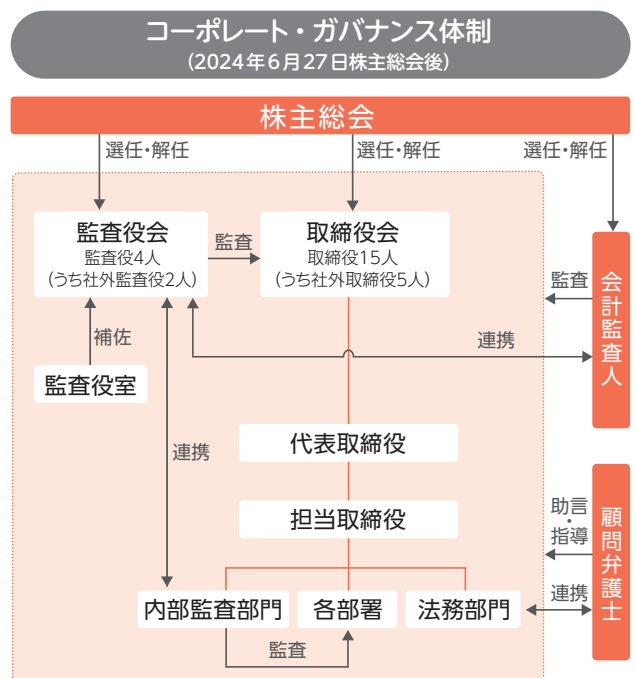 コーポレート・ガバナンス体制
(2024年6月27日株主総会後)
株主総会
選任・解任
選任・解任
選任・解任
監査役会
監査役4人
(うち社外監査役2人)
監査
取締役会
取締役15人
(うち社外取締役5人)
監査
会計監査人
補佐
連携
監査役室
連携
代表取締役
担当取締役
助言・指導
顧問弁護士
連携
内部監査部門
各部署
法務部門
監査